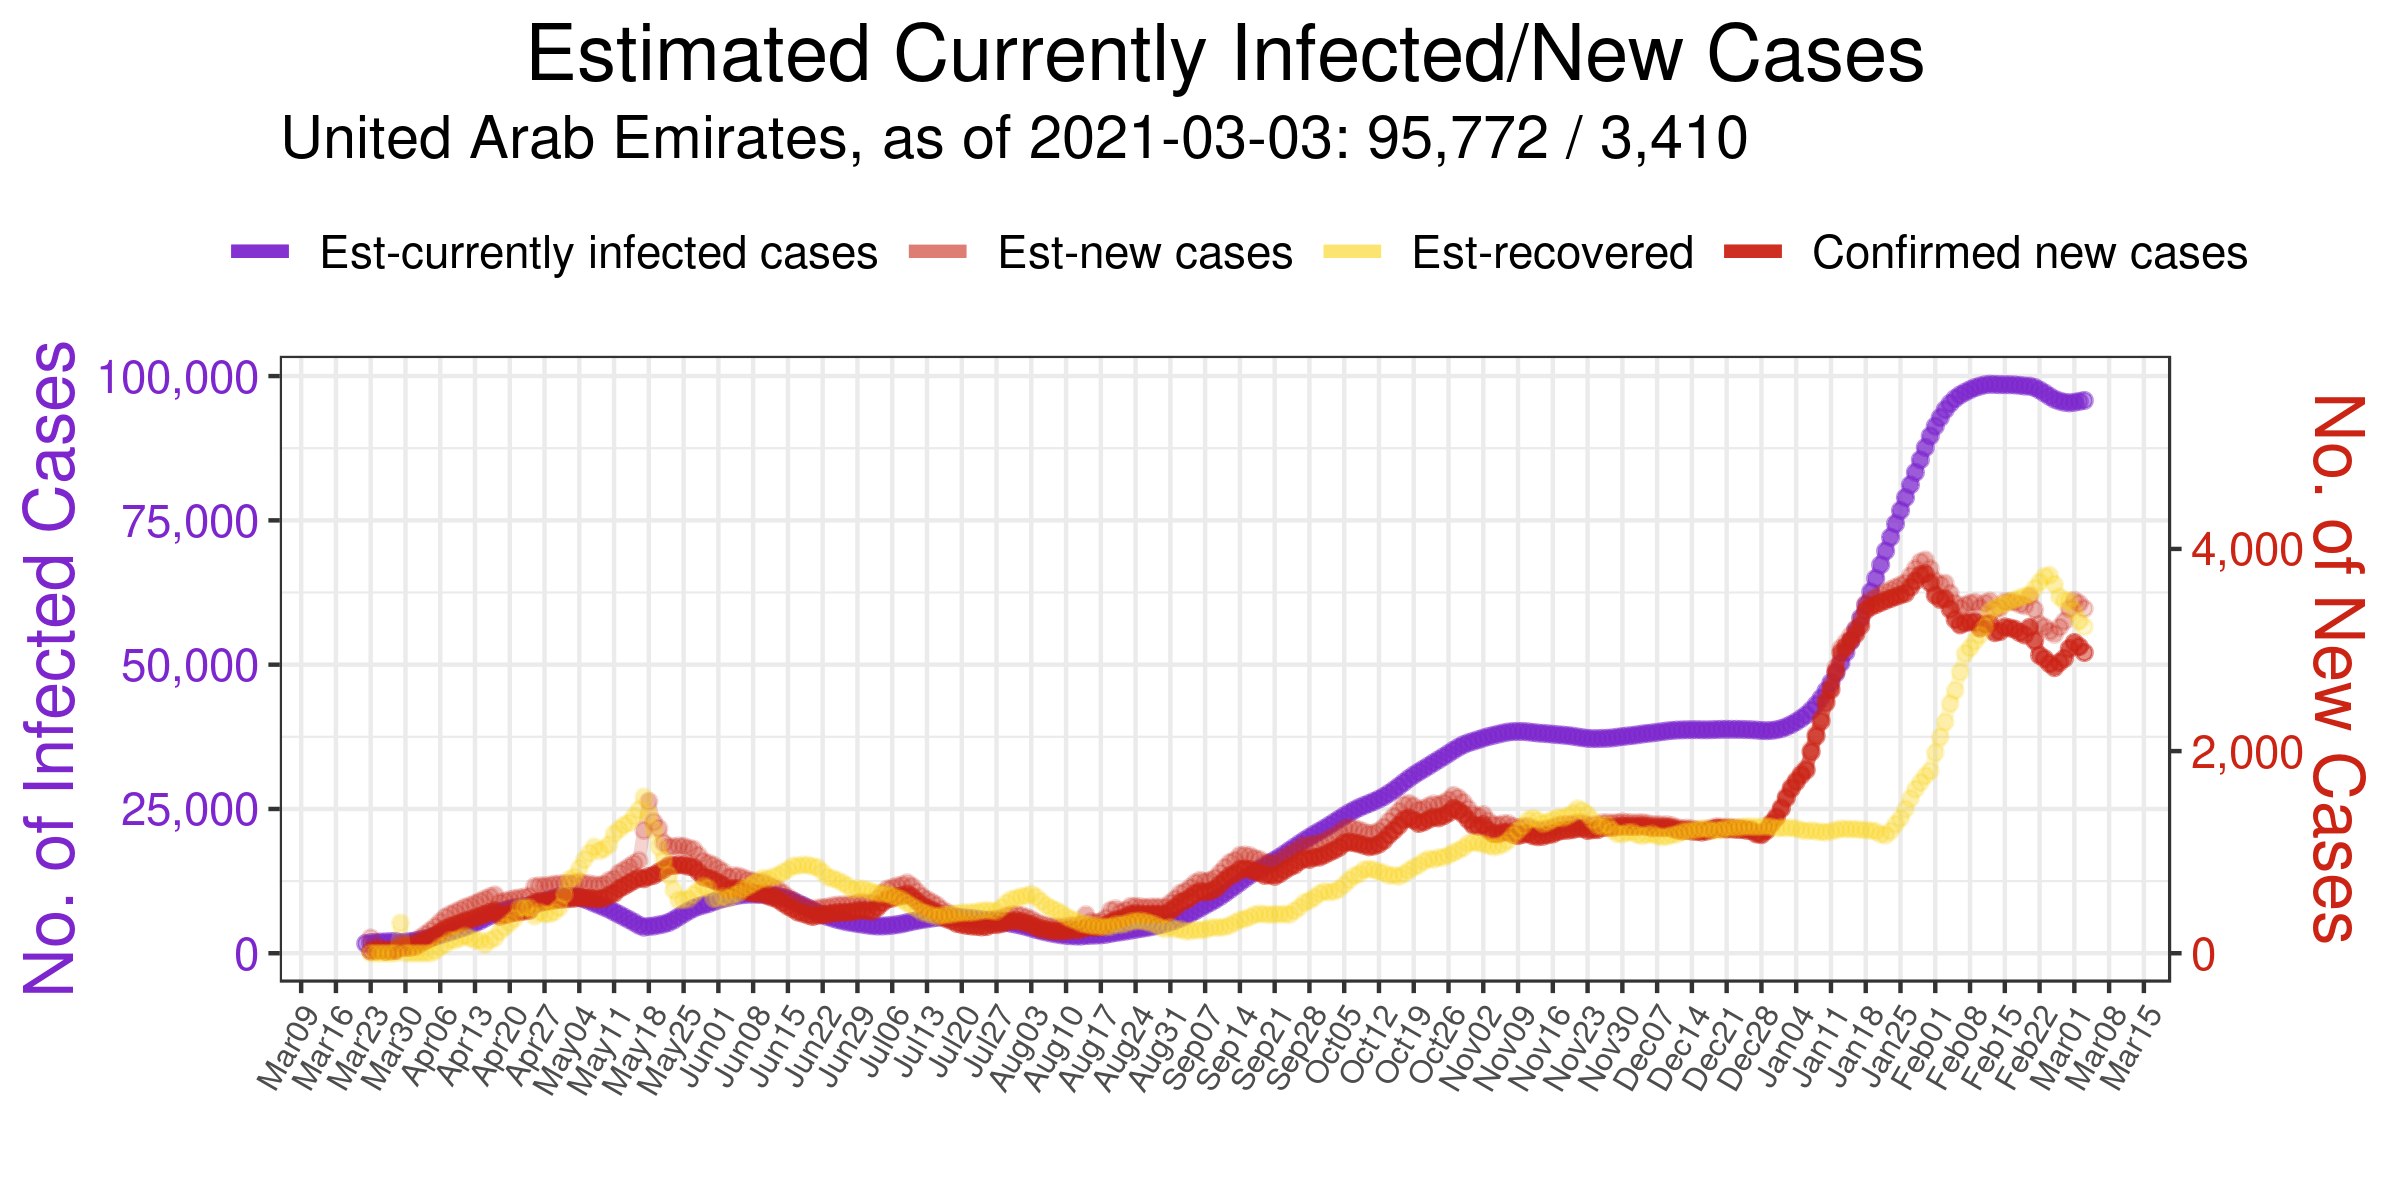 Estimated Currently Infected/New Cases
United Arab Emirates, as of 2021-03-03: 95,772 / 3,410
Est-currently infected cases Est-new cases Est-recovered Confirmed new cases
No. of Infected Cases
100,000
75,000
50,000
25,000
0
No. of New Cases
4,000
2,000
0
Mar09 Mar16 Mar23 Mar30 Apr06 Apr13 Apr20 Apr27 May04 May11 May18 May25 Jun01 Jun08 Jun15 Jun22 Jun29 Jul06 Jul13 Jul20 Jul27 Aug03 Aug10 Aug17 Aug24 Aug31 Sep07 Sep14 Sep21 Sep28 Oct05 Oct12 Oct19 Oct26 Nov02 Nov09 Nov16 Nov23 Nov30 Dec07 Dec14 Dec21 Dec28 Jan04 Jan11 Jan18 Jan25 Feb01 Feb08 Feb15 Feb22 Mar01 Mar08 Mar15